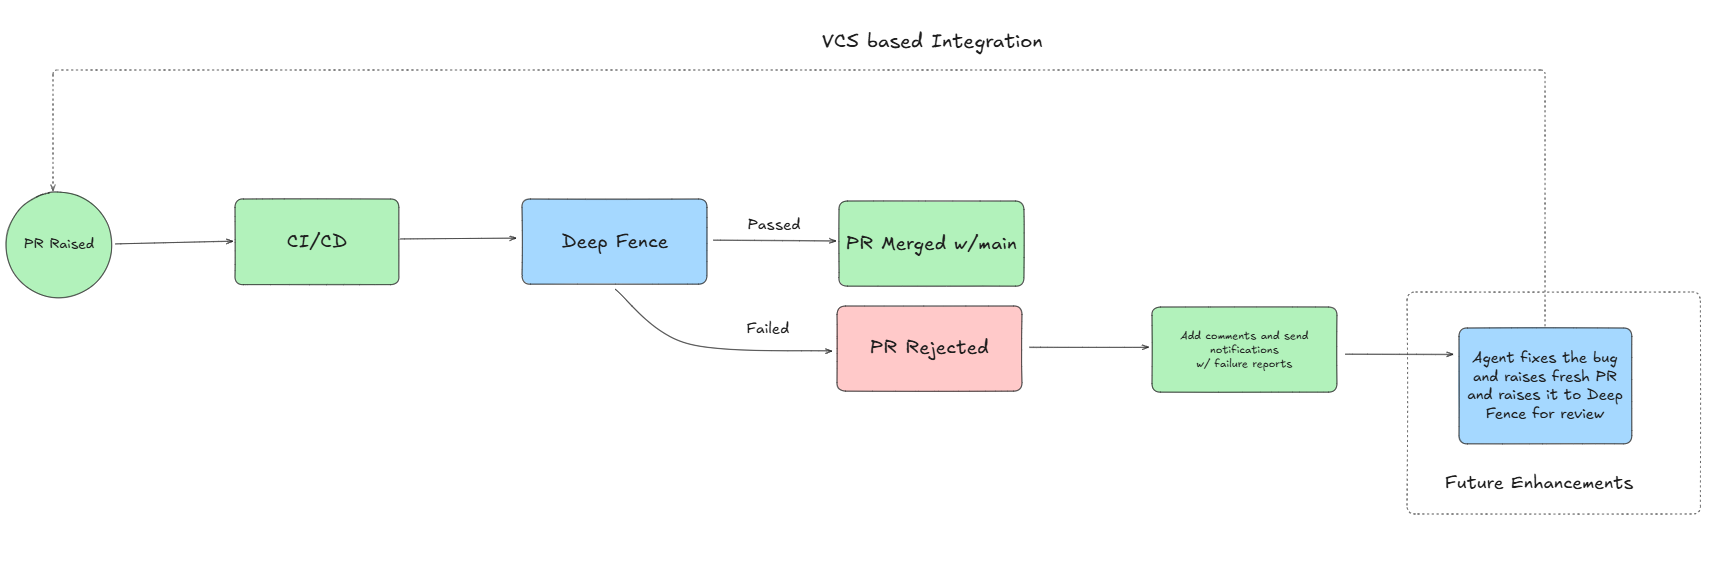 VCS based Integration
PR Raised
CI/CD
Deep Fence
Passed
PR Merged w/main
Failed
PR Rejected
Add comments and send
notifications
w/ failure reports
Agent fixes the bug
and raises fresh PR
and raises it to Deep
Fence for review
Future Enhancements